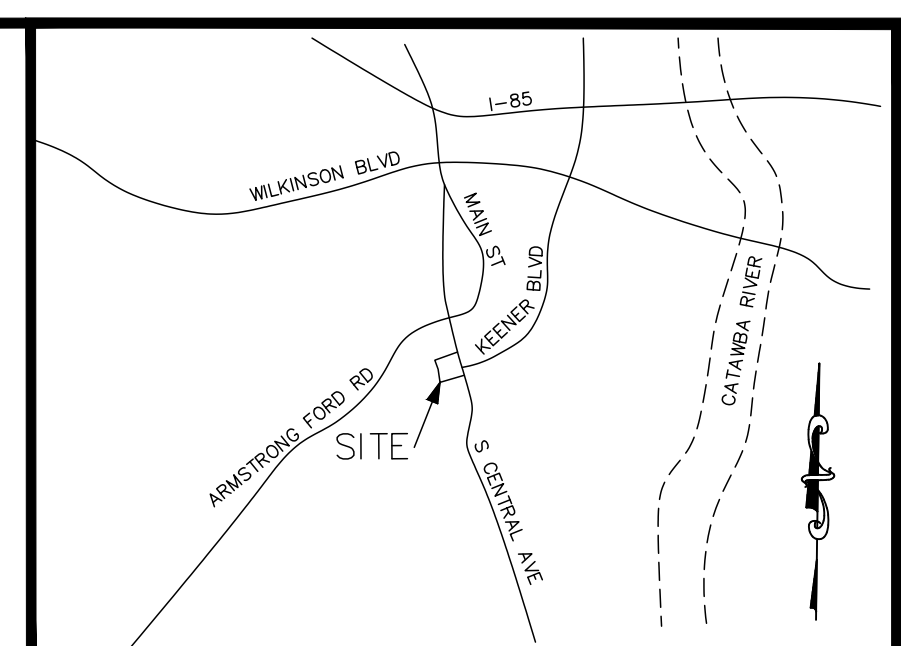 I-85
WILKINSON BLVD
MAIN ST
KEENER BLVD
CATAWBA RIVER
ARMSTRONG FORD RD
SITE
S CENTRAL AVE